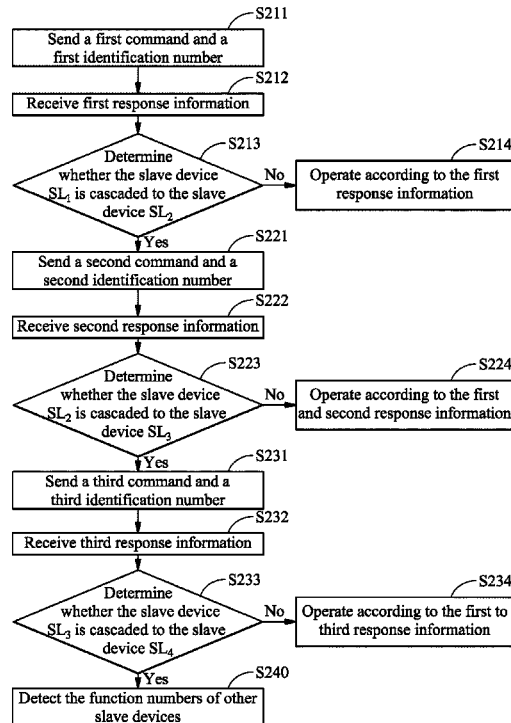 S211
Send a first command and a
first identification number
S212
Receive first response information
S213
Determine
whether the slave device
SL₁ is cascaded to the slave
device SL₂
No
S214
Operate according to the first
response information
Yes
S221
Send a second command and a
second identification number
S222
Receive second response information
S223
Determine
whether the slave device
SL₂ is cascaded to the slave
device SL₃
No
S224
Operate according to the first
and second response information
Yes
S231
Send a third command and a
third identification number
S232
Receive third response information
S233
Determine
whether the slave device
SL₃ is cascaded to the slave
device SL₄
No
S234
Operate according to the first to
third response information
Yes
S240
Detect the function numbers of other
slave devices